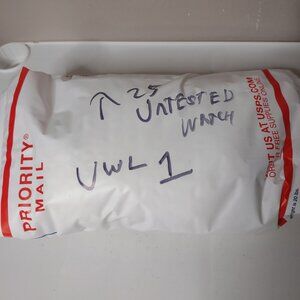 ↑ 25
UNTESTED
WATCH
UWL 1
PRIORITY®
MAIL
VISIT US AT USPS.COM